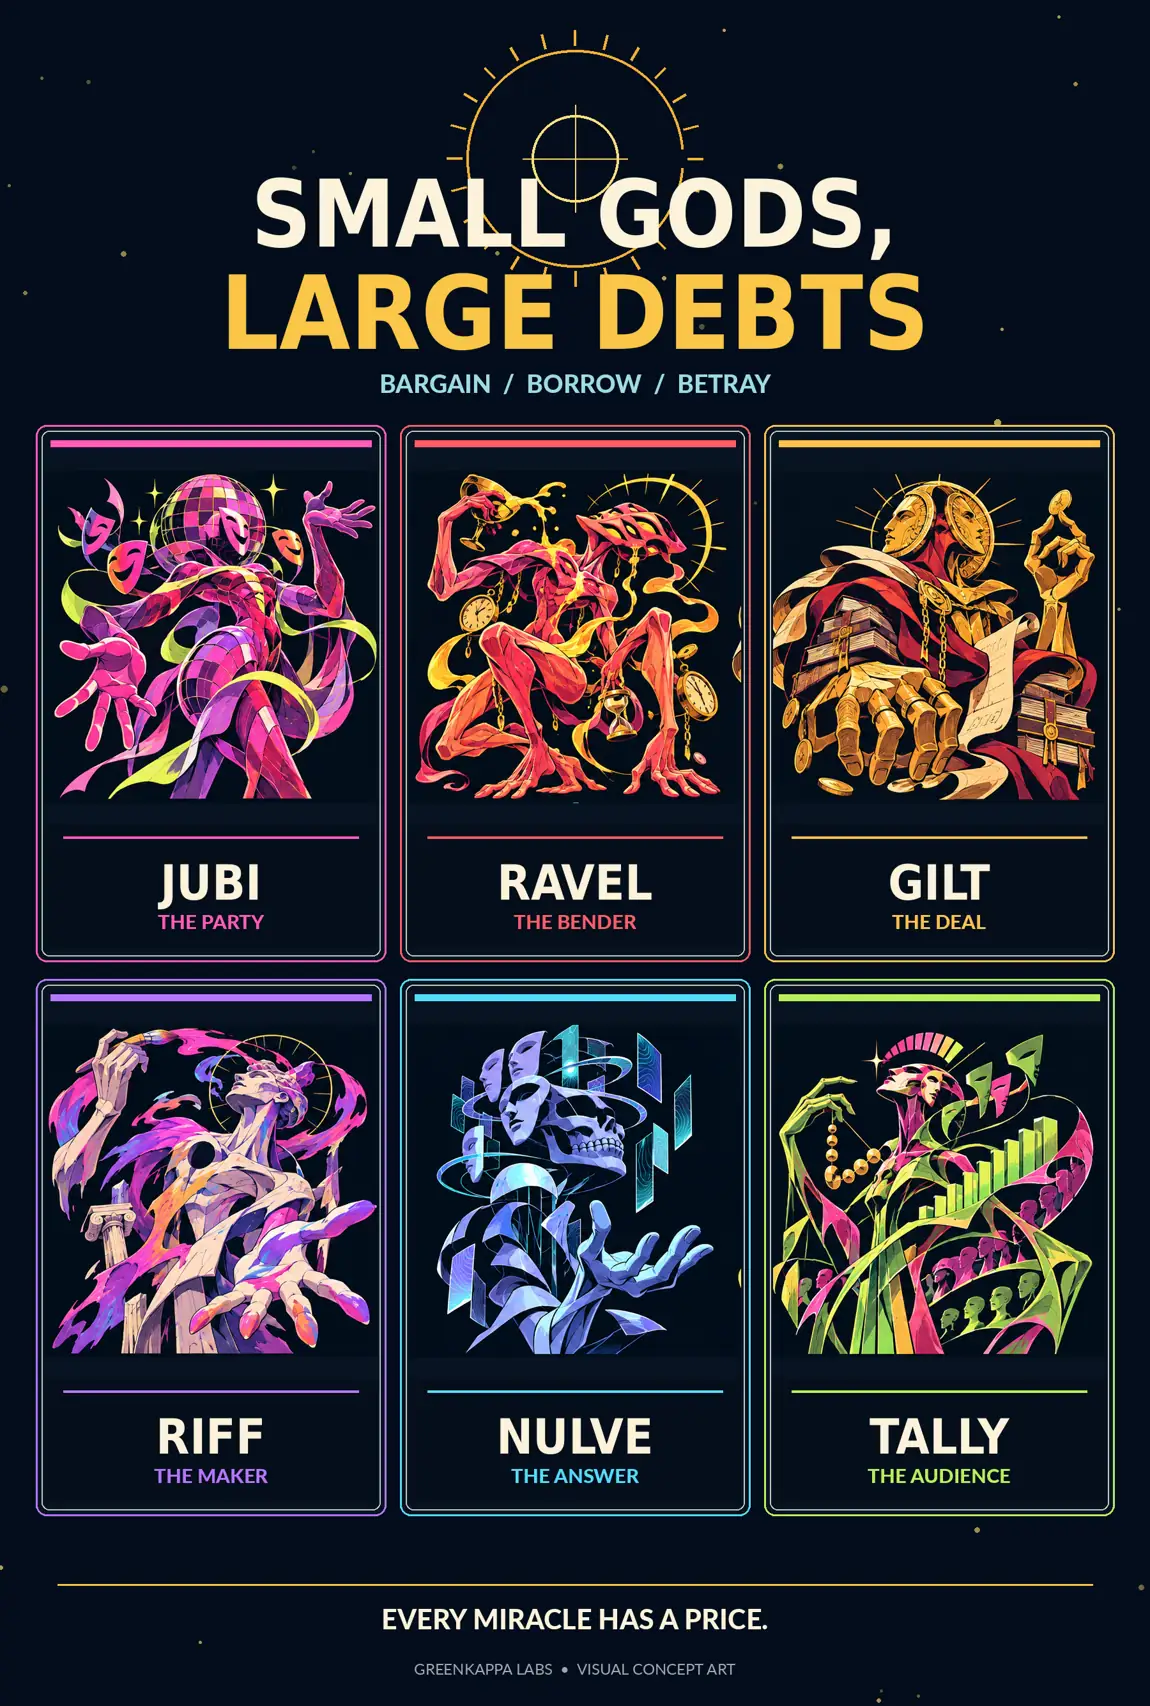 SMALL GODS,
LARGE DEBTS
BARGAIN / BORROW / BETRAY
JUBI
THE PARTY
RAVEL
THE BENDER
GILT
THE DEAL
RIFF
THE MAKER
NULVE
THE ANSWER
TALLY
THE AUDIENCE
EVERY MIRACLE HAS A PRICE.
GREENKAPPA LABS • VISUAL CONCEPT ART